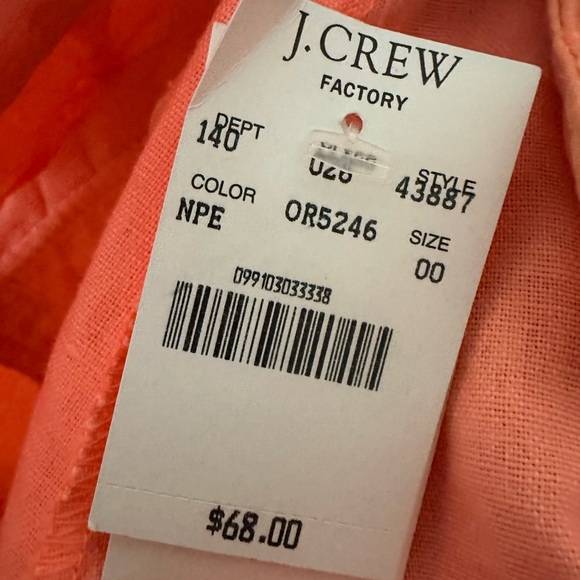 J.CREW
FACTORY
DEPT STYLE
140 026 43887
COLOR SIZE
NPE OR5246 00
099103033338
$68.00